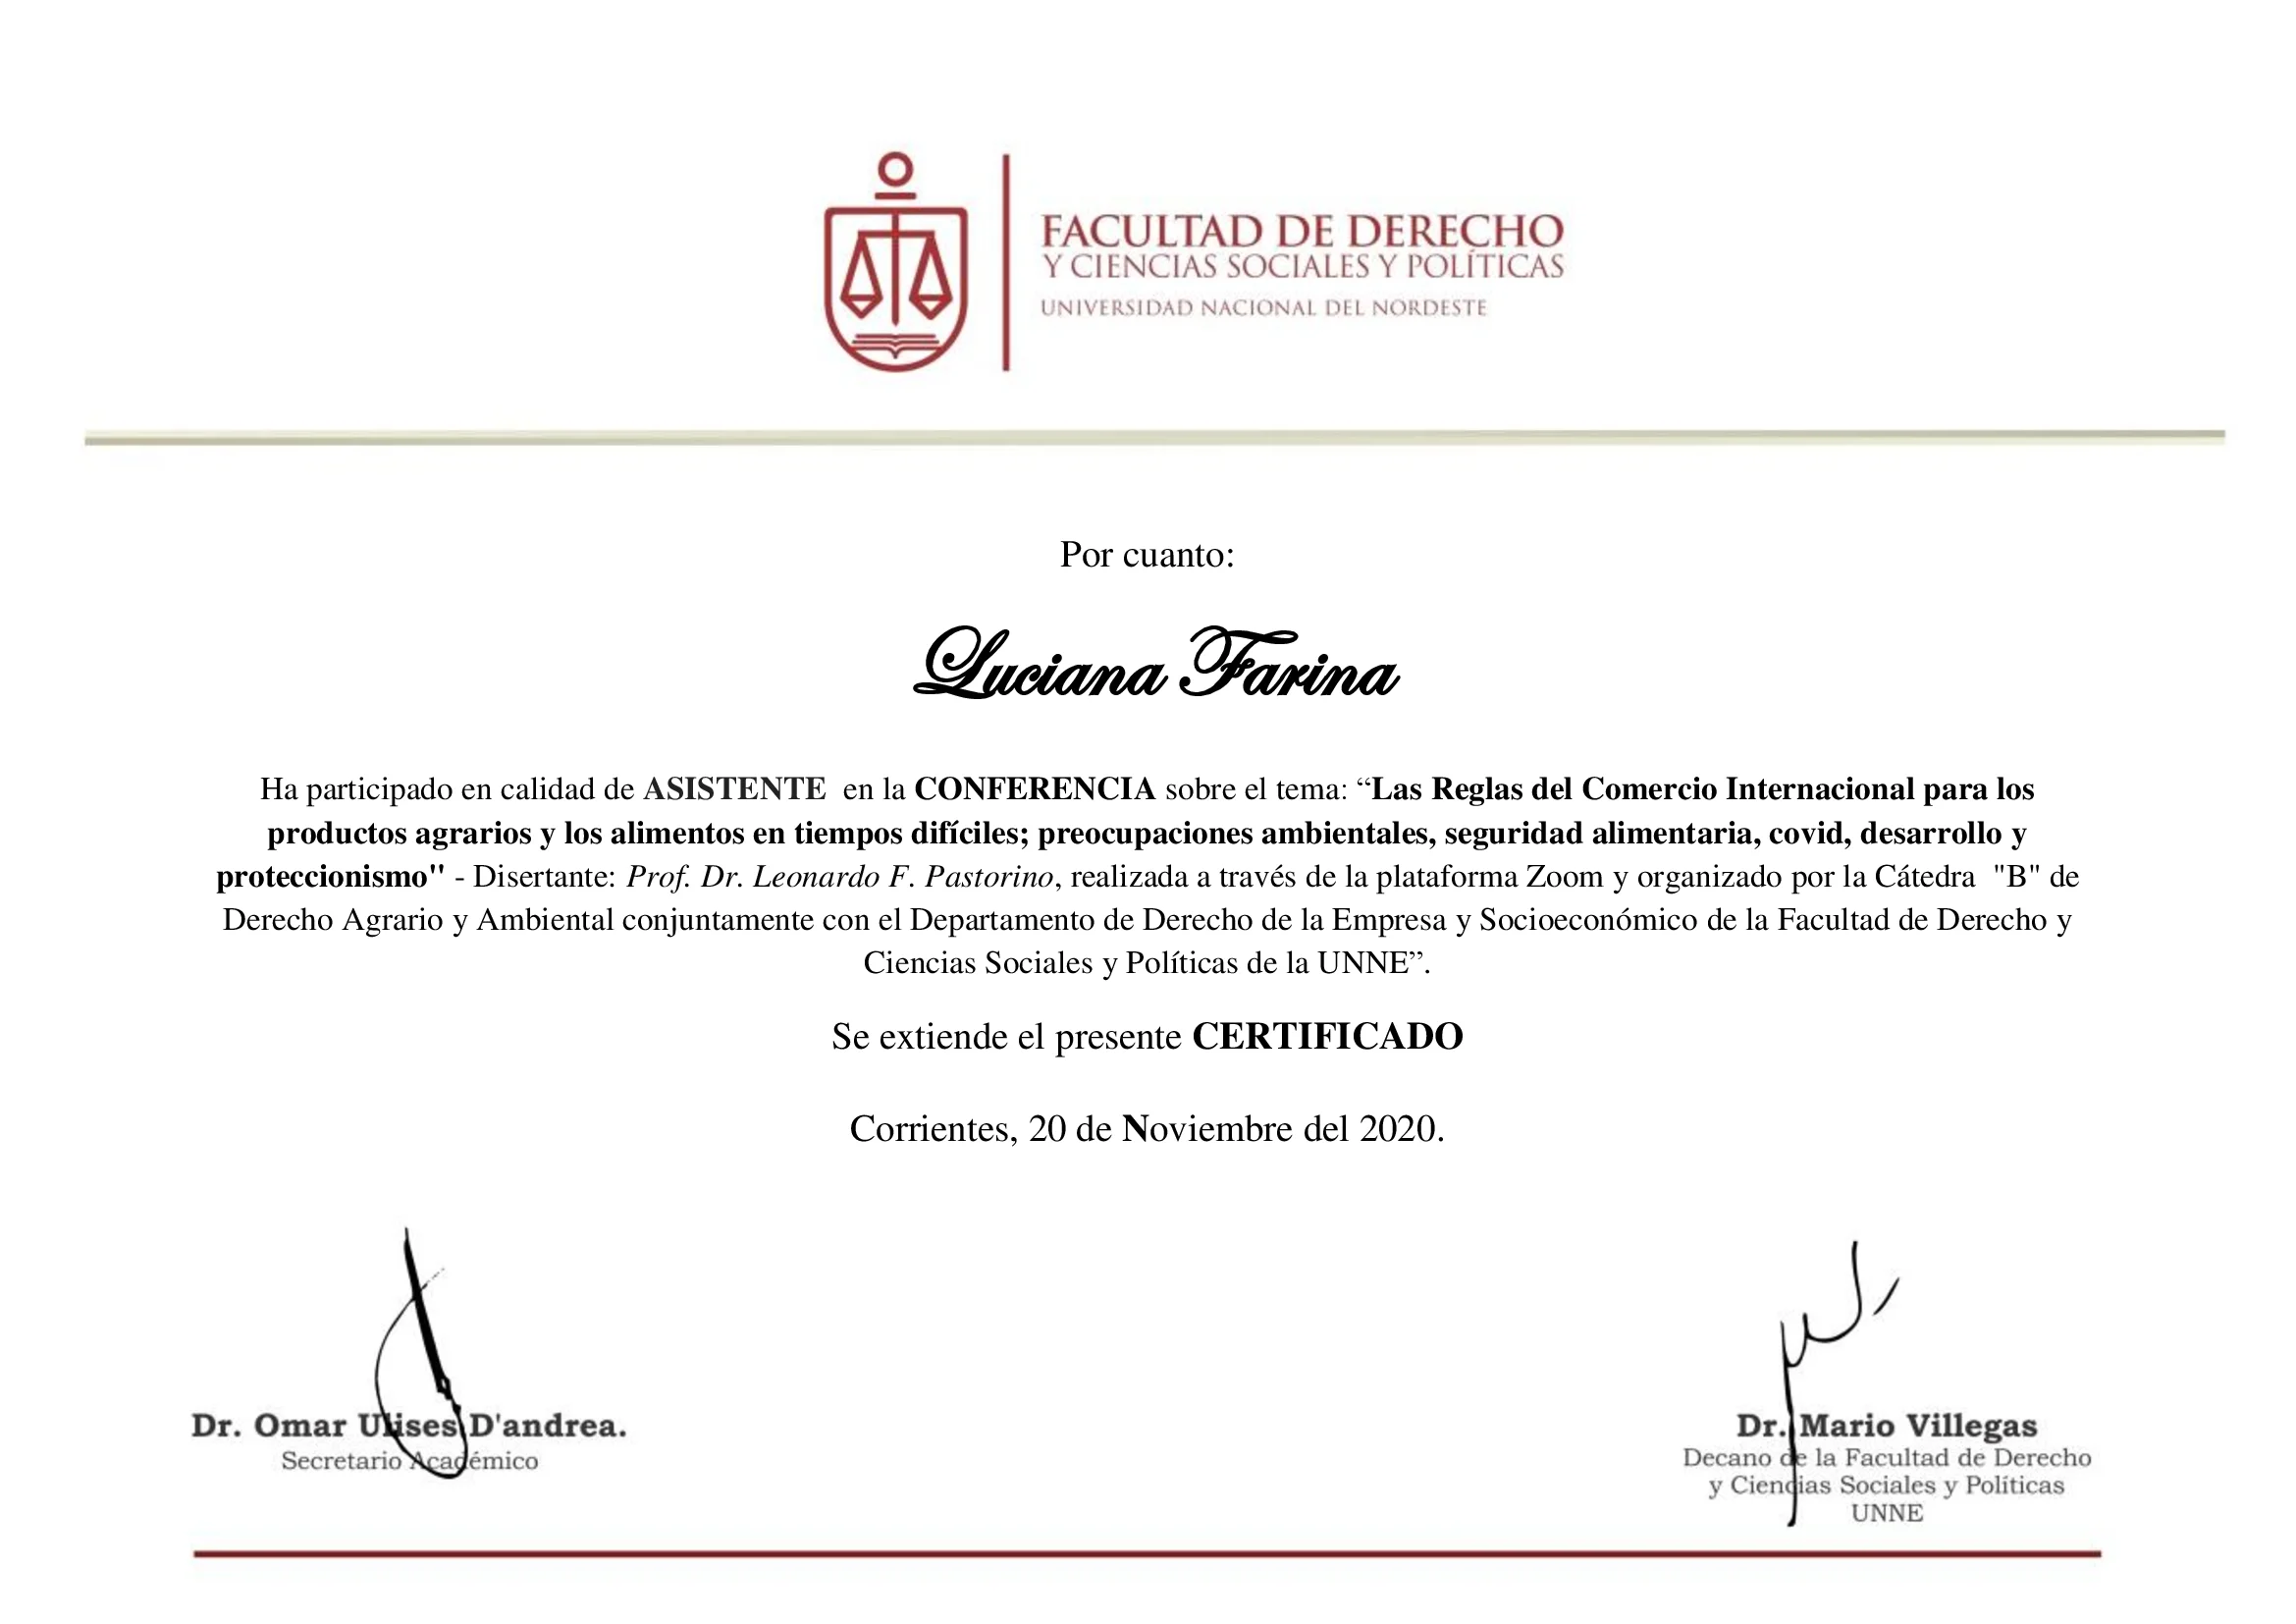 FACULTAD DE DERECHO
Y CIENCIAS SOCIALES Y POLÍTICAS
UNIVERSIDAD NACIONAL DEL NORDESTE
Por cuanto:
Luciana Farina
Ha participado en calidad de ASISTENTE  en la CONFERENCIA sobre el tema: “Las Reglas del Comercio Internacional para los
productos agrarios y los alimentos en tiempos difíciles; preocupaciones ambientales, seguridad alimentaria, covid, desarrollo y
proteccionismo" - Disertante: Prof. Dr. Leonardo F. Pastorino, realizada a través de la plataforma Zoom y organizado por la Cátedra  "B" de
Derecho Agrario y Ambiental conjuntamente con el Departamento de Derecho de la Empresa y Socioeconómico de la Facultad de Derecho y
Ciencias Sociales y Políticas de la UNNE”.
Se extiende el presente CERTIFICADO
Corrientes, 20 de Noviembre del 2020.
Dr. Omar Ulises D'andrea.
Secretario Académico
Dr. Mario Villegas
Decano de la Facultad de Derecho
y Ciencias Sociales y Políticas
UNNE